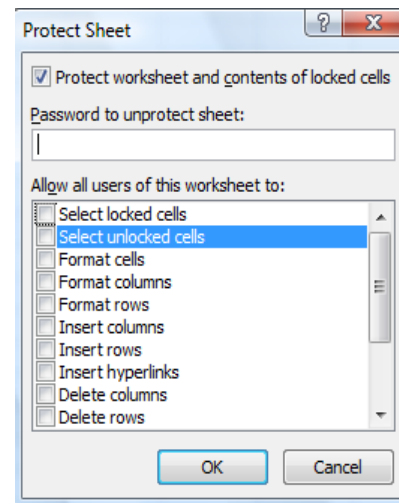 Protect Sheet
?
X
Protect worksheet and contents of locked cells
Password to unprotect sheet:
Allow all users of this worksheet to:
Select locked cells
Select unlocked cells
Format cells
Format columns
Format rows
Insert columns
Insert rows
Insert hyperlinks
Delete columns
Delete rows
OK
Cancel